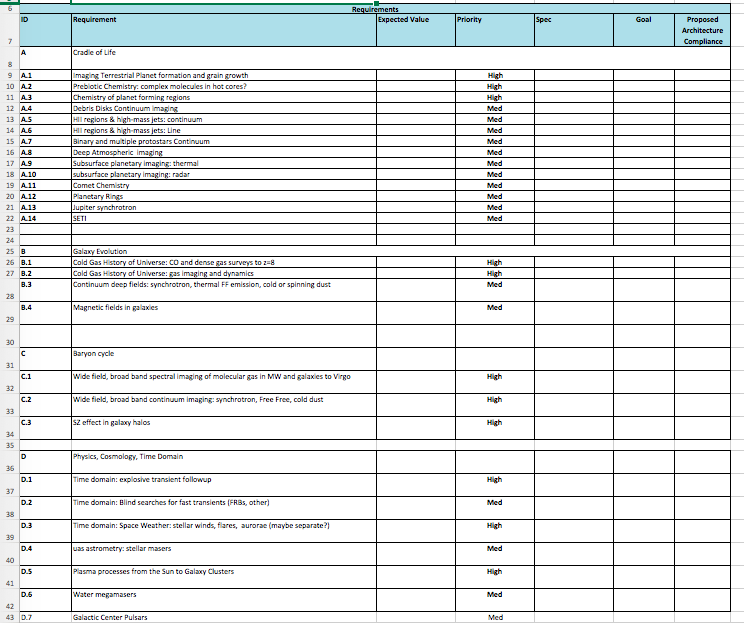 6 Requirements
ID Requirement Expected Value Priority Spec Goal Proposed
Architecture
7 Compliance
A Cradle of Life
8
9 A.1 Imaging Terrestrial Planet formation and grain growth High
10 A.2 Prebiotic Chemistry: complex molecules in hot cores? High
11 A.3 Chemistry of planet forming regions High
12 A.4 Debris Disks Continuum imaging Med
13 A.5 HII regions & high-mass jets: continuum Med
14 A.6 HII regions & high-mass jets: Line Med
15 A.7 Binary and multiple protostars Continuum Med
16 A.8 Deep Atmospheric imaging Med
17 A.9 Subsurface planetary imaging: thermal Med
18 A.10 subsurface planetary imaging: radar Med
19 A.11 Comet Chemistry Med
20 A.12 Planetary Rings Med
21 A.13 Jupiter synchrotron Med
22 A.14 SETI Med
23
24
25 B Galaxy Evolution
26 B.1 Cold Gas History of Universe: CO and dense gas surveys to z=8 High
27 B.2 Cold Gas History of Universe: gas imaging and dynamics High
B.3 Continuum deep fields: synchrotron, thermal FF emission, cold or spinning dust Med
28
B.4 Magnetic fields in galaxies Med
29
30
C Baryon cycle
31
C.1 Wide field, broad band spectral imaging of molecular gas in MW and galaxies to Virgo High
32
C.2 Wide field, broad band continuum imaging: synchrotron, Free Free, cold dust High
33
C.3 SZ effect in galaxy halos High
34
35
D Physics, Cosmology, Time Domain
36
D.1 Time domain: explosive transient followup High
37
D.2 Time domain: Blind searches for fast transients (FRBs, other) Med
38
D.3 Time domain: Space Weather: stellar winds, flares, aurorae (maybe separate?) High
39
D.4 uas astrometry: stellar masers Med
40
D.5 Plasma processes from the Sun to Galaxy Clusters High
41
D.6 Water megamasers Med
42
43 D.7 Galactic Center Pulsars Med